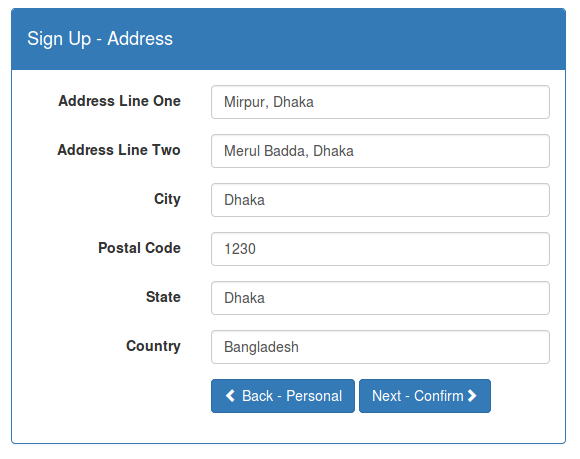 Sign Up - Address
Address Line One Mirpur, Dhaka
Address Line Two Merul Badda, Dhaka
City Dhaka
Postal Code 1230
State Dhaka
Country Bangladesh
Back - Personal Next - Confirm